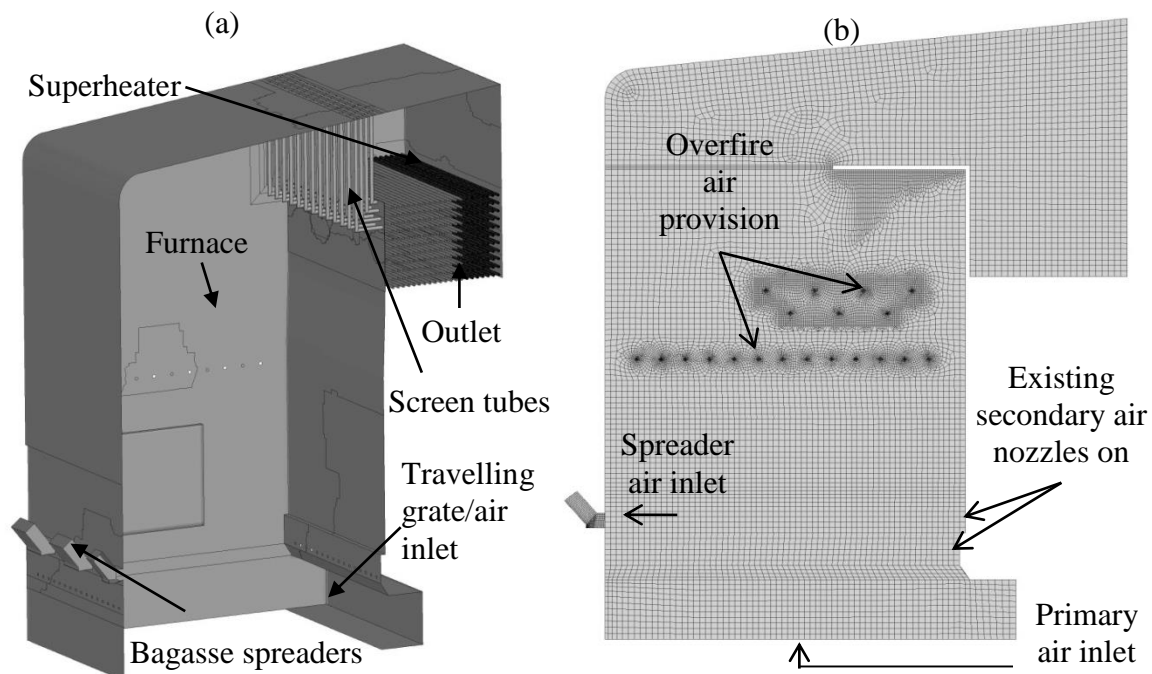 (a)
Superheater
Furnace
Outlet
Screen tubes
Travelling
grate/air
inlet
Bagasse spreaders
(b)
Overfire
air
provision
Existing
secondary air
nozzles on
Spreader
air inlet
Primary
air inlet